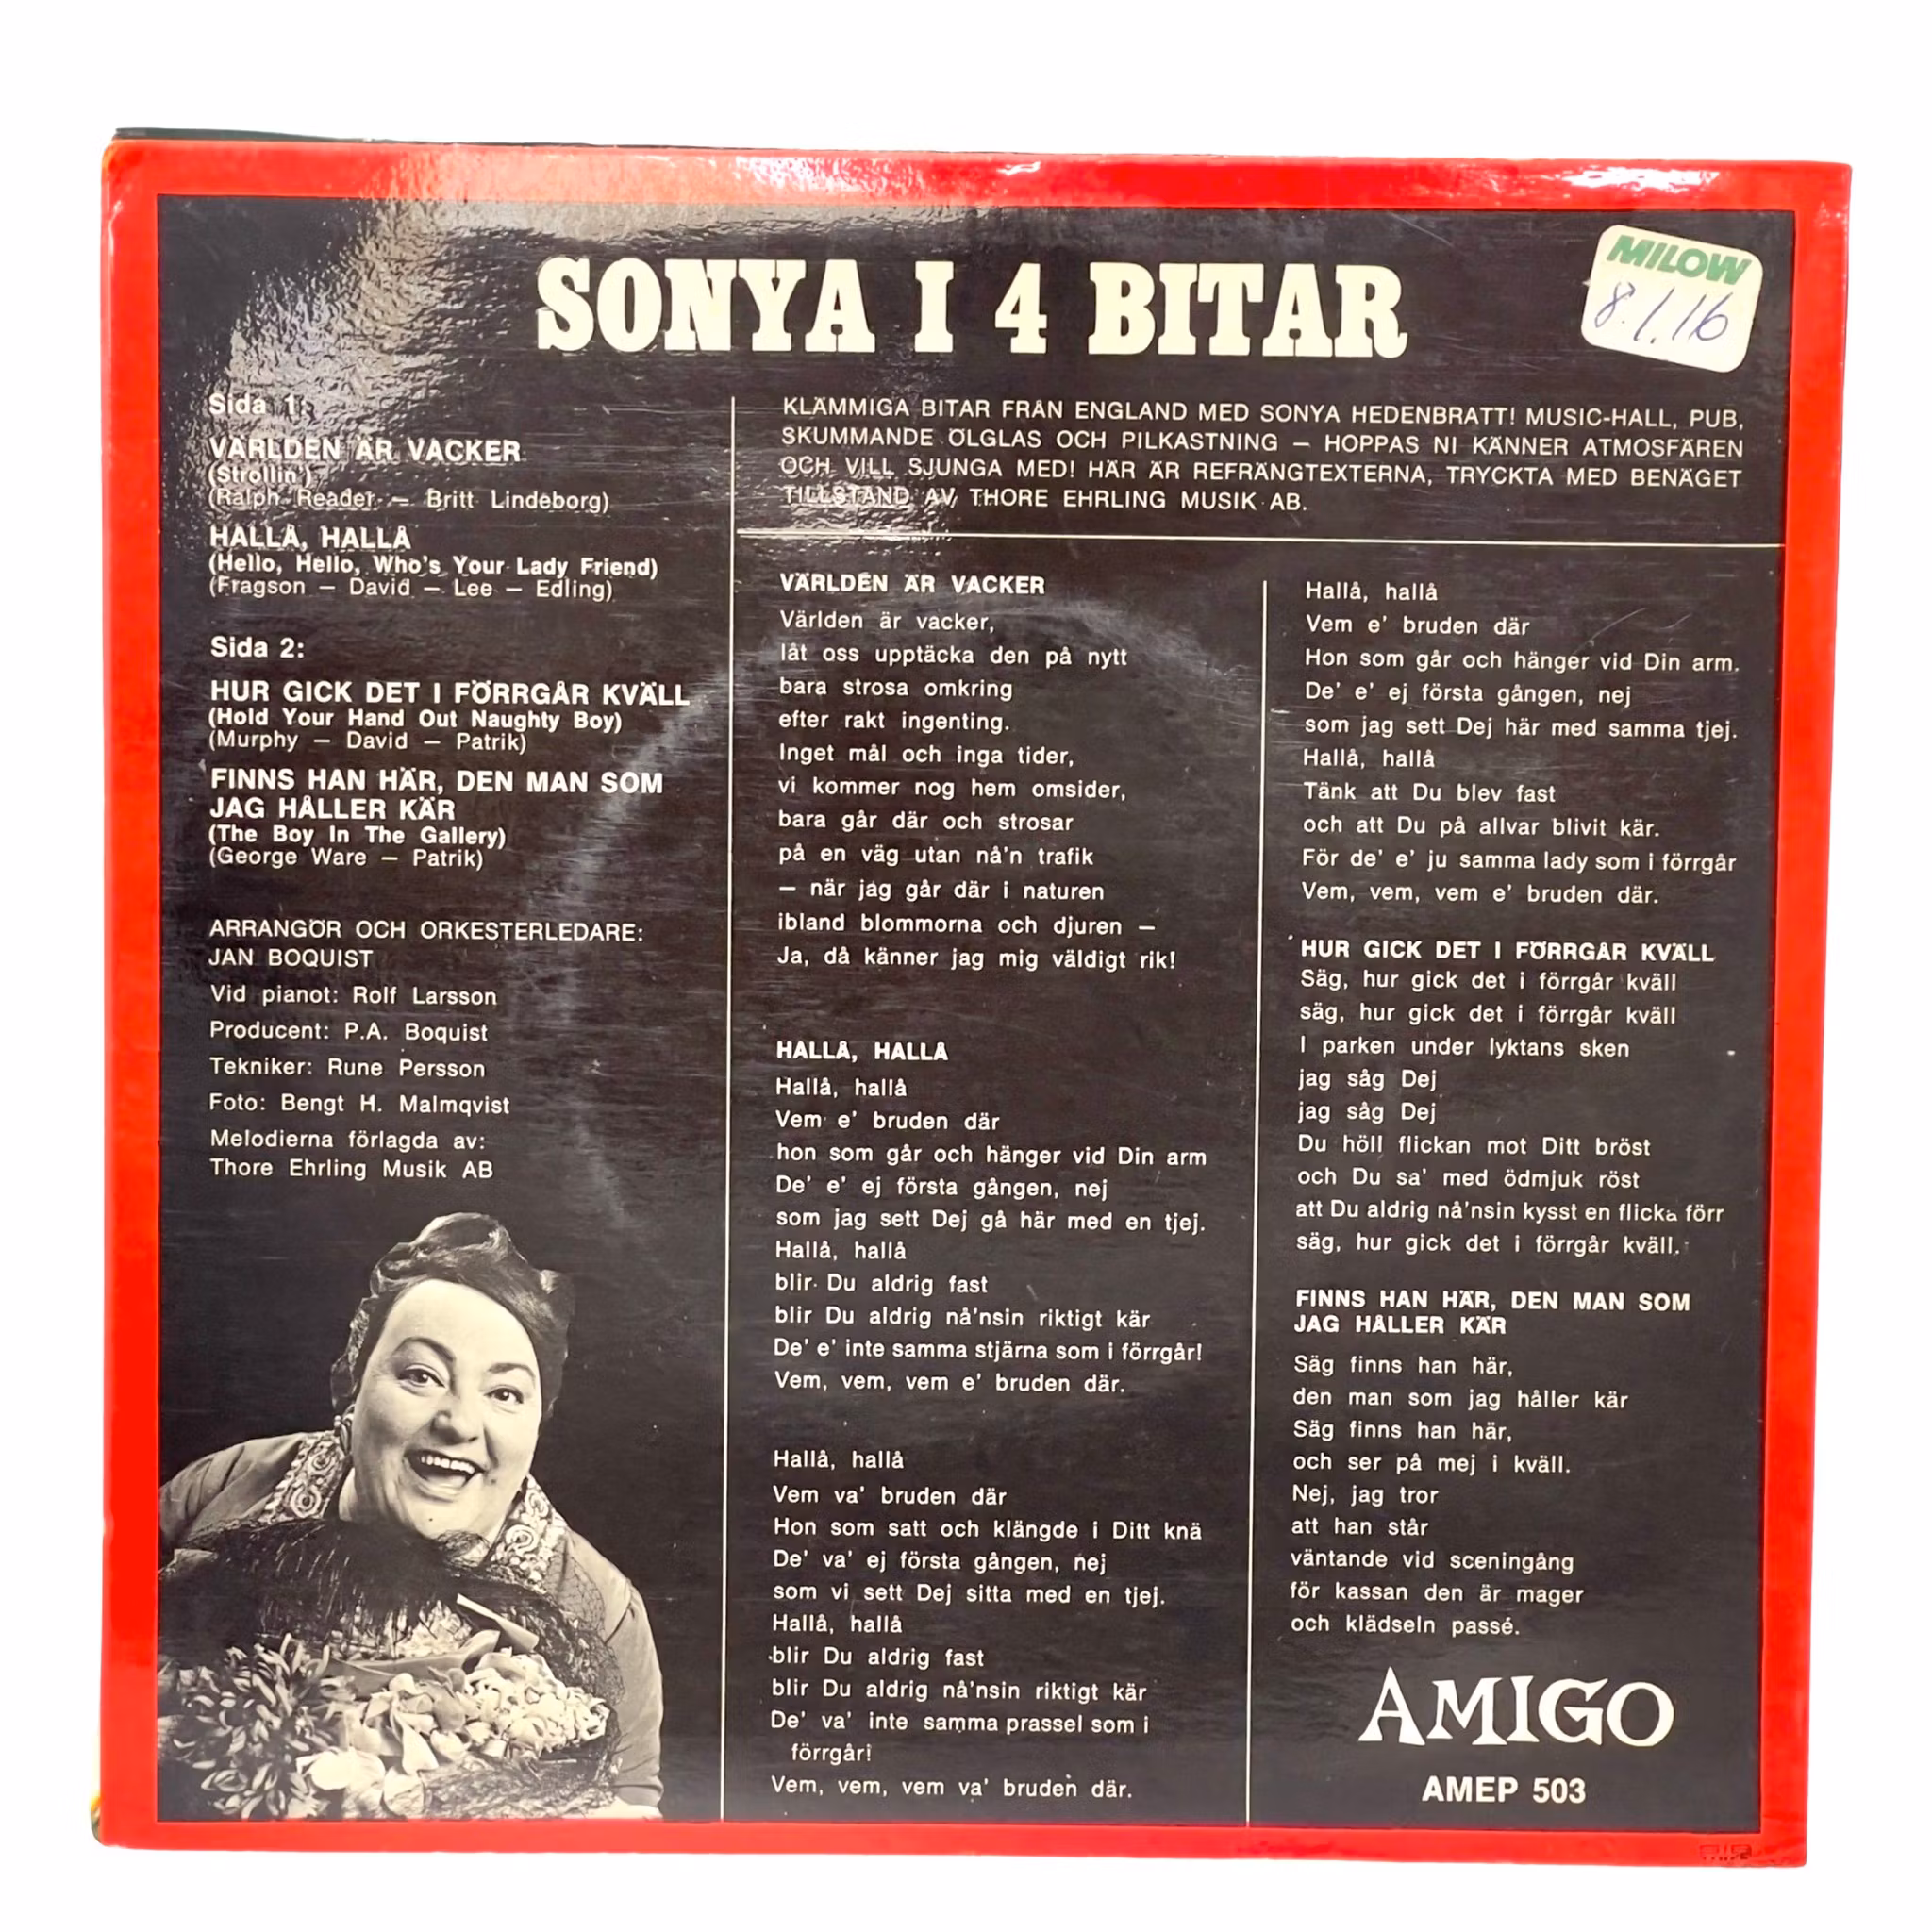 SONYA I 4 BITAR
MILOW
8.1.16
Sida 1:
VÄRLDEN ÄR VACKER
(Strollin')
(Ralph Reader — Britt Lindeborg)
HALLÅ, HALLÅ
(Hello, Hello, Who's Your Lady Friend)
(Fragson — David — Lee — Edling)
Sida 2:
HUR GICK DET I FÖRRGÅR KVÄLL
(Hold Your Hand Out Naughty Boy)
(Murphy — David — Patrik)
FINNS HAN HÄR, DEN MAN SOM
JAG HÅLLER KÄR
(The Boy In The Gallery)
(George Ware — Patrik)
ARRANGÖR OCH ORKESTERLEDARE:
JAN BOQUIST
Vid pianot: Rolf Larsson
Producent: P.A. Boquist
Tekniker: Rune Persson
Foto: Bengt H. Malmqvist
Melodierna förlagda av:
Thore Ehrling Musik AB
KLÄMMIGA BITAR FRÅN ENGLAND MED SONYA HEDENBRATT! MUSIC-HALL, PUB,
SKUMMANDE ÖLGLAS OCH PILKASTNING — HOPPAS NI KÄNNER ATMOSFÄREN
OCH VILL SJUNGA MED! HÄR ÄR REFRÄNGTEXTERNA, TRYCKTA MED BENÄGET
TILLSTÅND AV THORE EHRLING MUSIK AB.
VÄRLDEN ÄR VACKER
Världen är vacker,
låt oss upptäcka den på nytt
bara strosa omkring
efter rakt ingenting.
Inget mål och inga tider,
vi kommer nog hem omsider,
bara går där och strosar
på en väg utan nå'n trafik
— när jag går där i naturen
ibland blommorna och djuren —
Ja, då känner jag mig väldigt rik!
HALLÅ, HALLÅ
Hallå, hallå
Vem e' bruden där
hon som går och hänger vid Din arm
De' e' ej första gången, nej
som jag sett Dej gå här med en tjej.
Hallå, hallå
blir Du aldrig fast
blir Du aldrig nå'nsin riktigt kär
De' e' inte samma stjärna som i förrgår!
Vem, vem, vem e' bruden där.
Hallå, hallå
Vem va' bruden där
Hon som satt och klängde i Ditt knä
De' va' ej första gången, nej
som vi sett Dej sitta med en tjej.
Hallå, hallå
blir Du aldrig fast
blir Du aldrig nå'nsin riktigt kär
De' va' inte samma prassel som i
förrgår!
Vem, vem, vem va' bruden där.
Hallå, hallå
Vem e' bruden där
Hon som går och hänger vid Din arm.
De' e' ej första gången, nej
som jag sett Dej här med samma tjej.
Hallå, hallå
Tänk att Du blev fast
och att Du på allvar blivit kär.
För de' e' ju samma lady som i förrgår
Vem, vem, vem e' bruden där.
HUR GICK DET I FÖRRGÅR KVÄLL
Säg, hur gick det i förrgår kväll
säg, hur gick det i förrgår kväll
I parken under lyktans sken
jag såg Dej
jag såg Dej
Du höll flickan mot Ditt bröst
och Du sa' med ödmjuk röst
att Du aldrig nå'nsin kysst en flicka förr
säg, hur gick det i förrgår kväll.
FINNS HAN HÄR, DEN MAN SOM
JAG HÅLLER KÄR
Säg finns han här,
den man som jag håller kär
Säg finns han här,
och ser på mej i kväll.
Nej, jag tror
att han står
väntande vid sceningång
för kassan den är mager
och klädseln passé.
AMIGO
AMEP 503